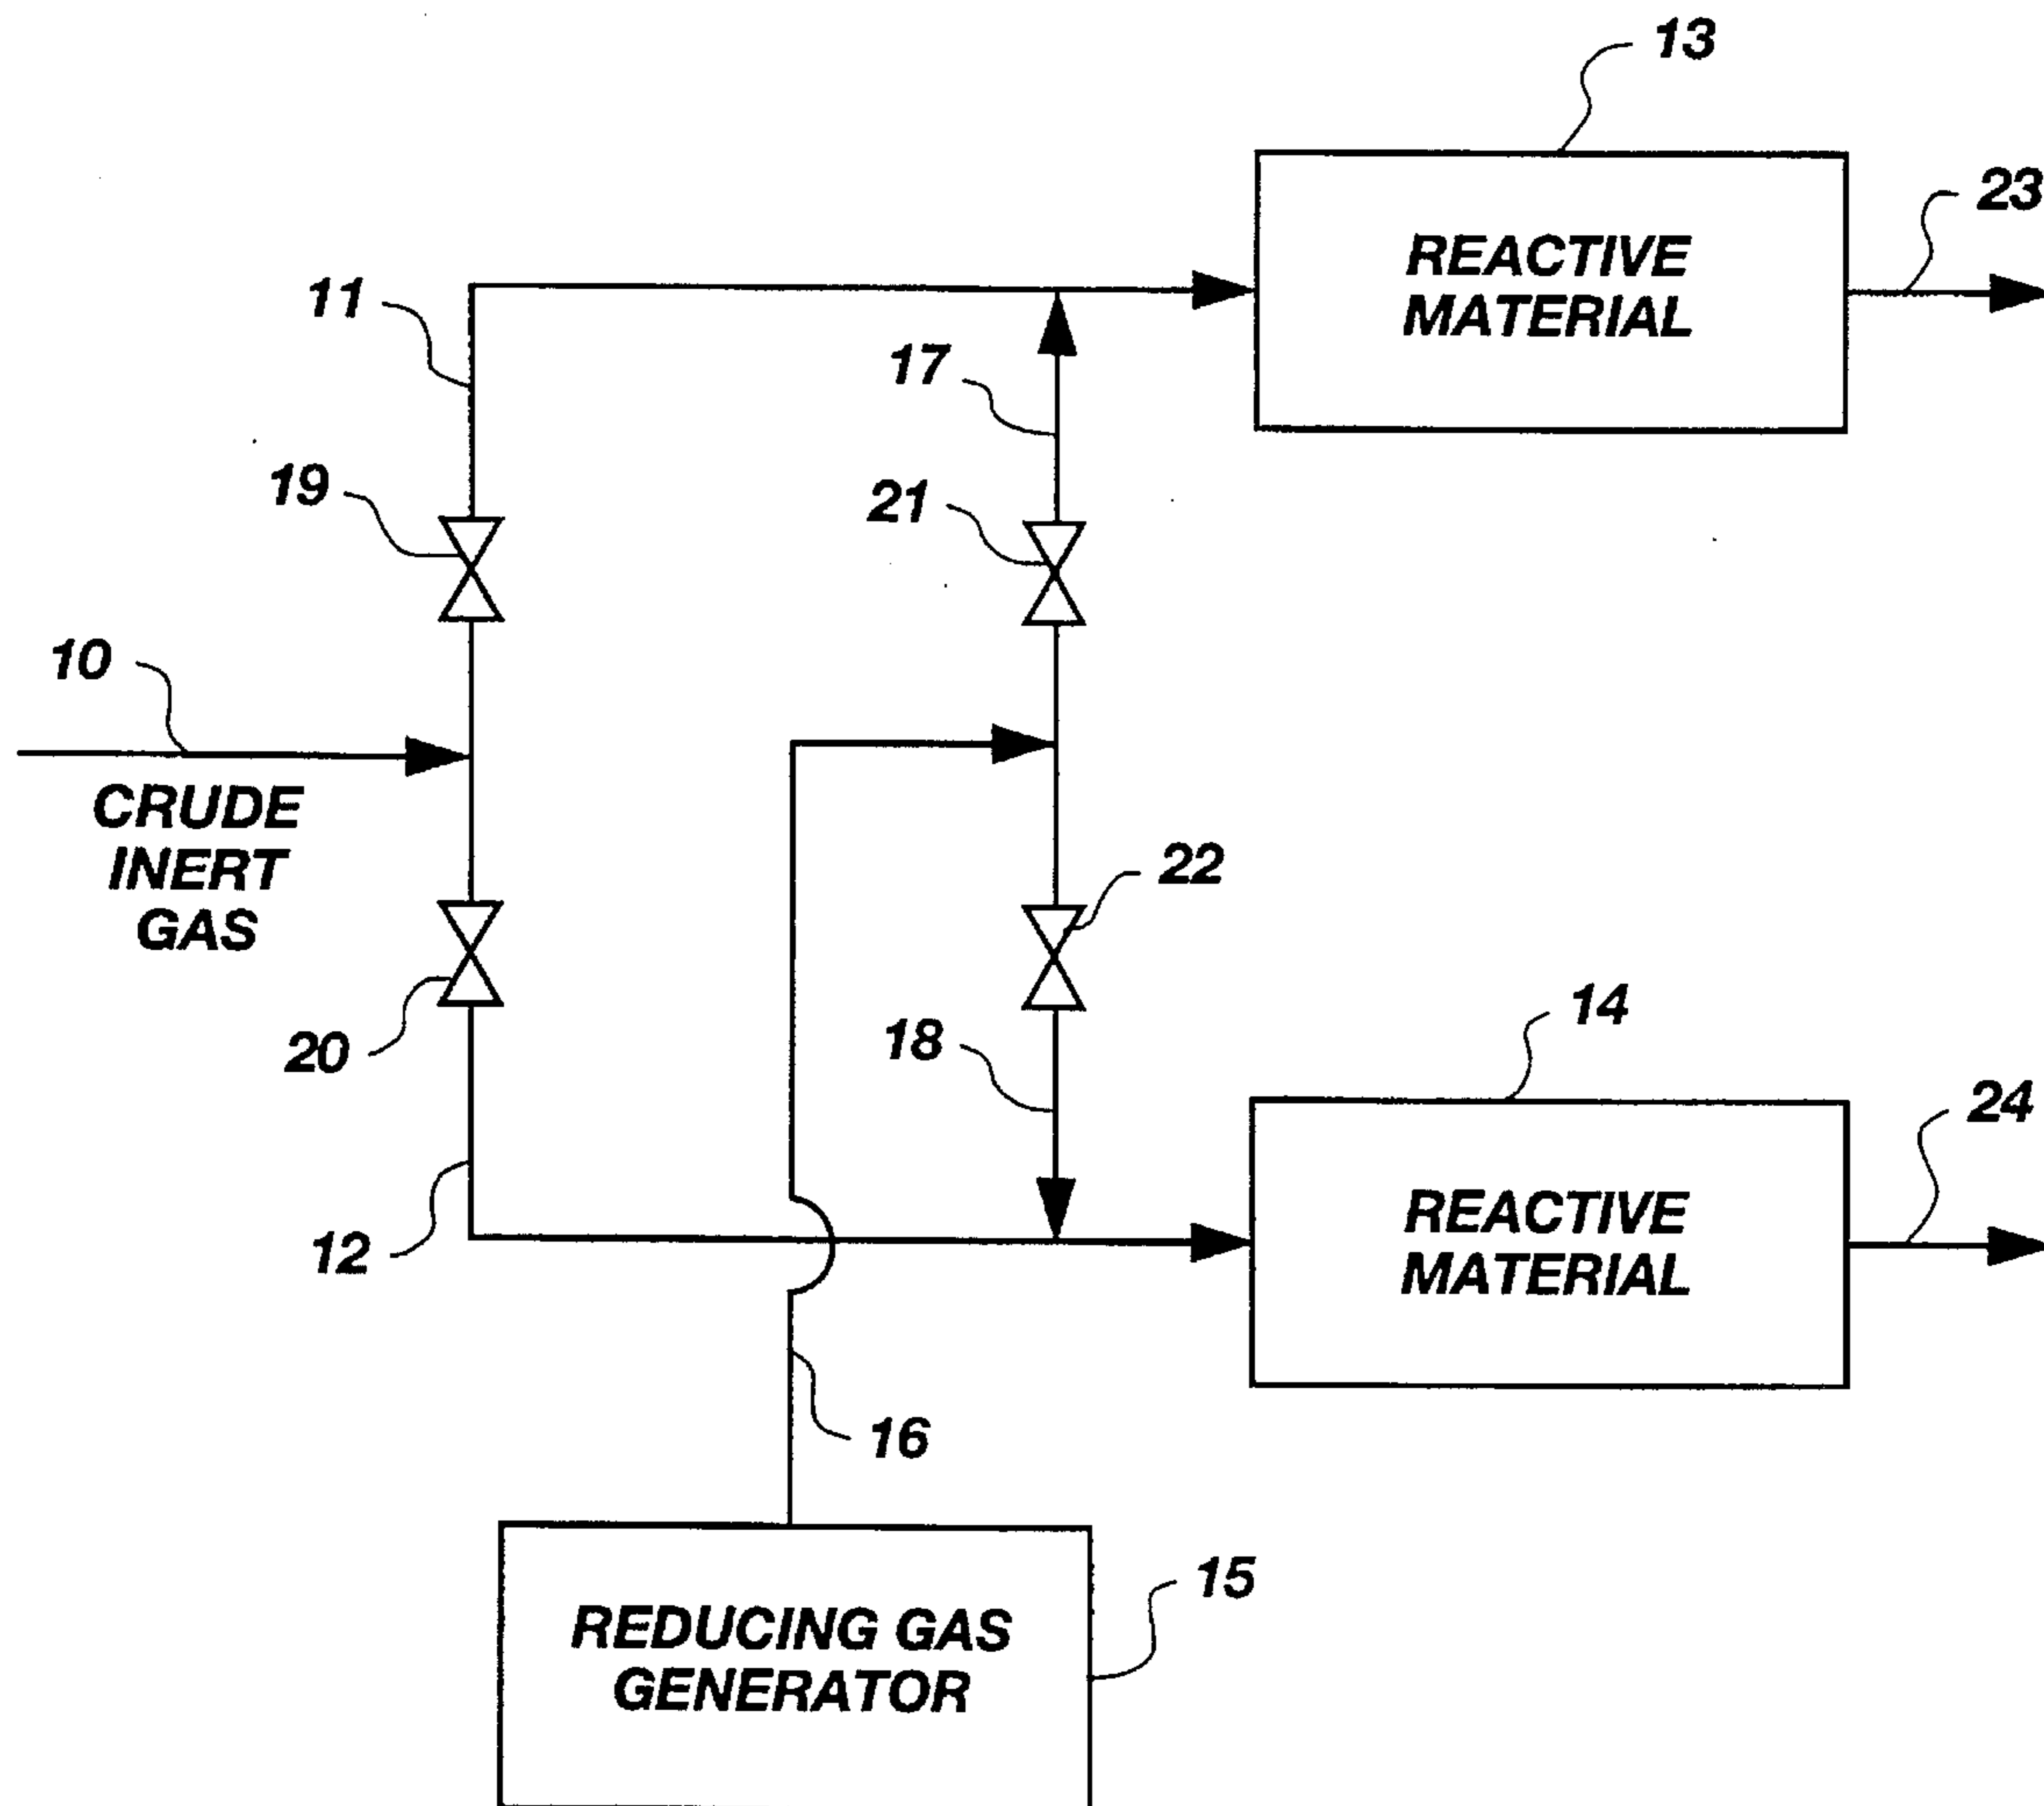 13
23
REACTIVE
MATERIAL
11
17
19
21
10
CRUDE
INERT
GAS
22
20
18
14
24
REACTIVE
MATERIAL
12
16
15
REDUCING GAS
GENERATOR